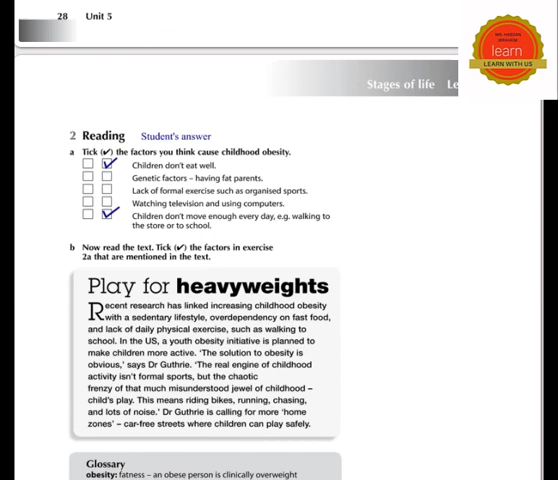 28 Unit 5
MR. HASSAN
IBRAHIM
learn
LEARN WITH US
Stages of life Le
2 Reading Student's answer
a Tick (✔) the factors you think cause childhood obesity.
Children don't eat well.
Genetic factors – having fat parents.
Lack of formal exercise such as organised sports.
Watching television and using computers.
Children don't move enough every day, e.g. walking to
the store or to school.
b Now read the text. Tick (✔) the factors in exercise
2a that are mentioned in the text.
Play for heavyweights
Recent research has linked increasing childhood obesity
with a sedentary lifestyle, overdependency on fast food,
and lack of daily physical exercise, such as walking to
school. In the US, a youth obesity initiative is planned to
make children more active. 'The solution to obesity is
obvious,' says Dr Guthrie. 'The real engine of childhood
activity isn't formal sports, but the chaotic
frenzy of that much misunderstood jewel of childhood –
child's play. This means riding bikes, running, chasing,
and lots of noise.' Dr Guthrie is calling for more 'home
zones' – car-free streets where children can play safely.
Glossary
obesity: fatness – an obese person is clinically overweight